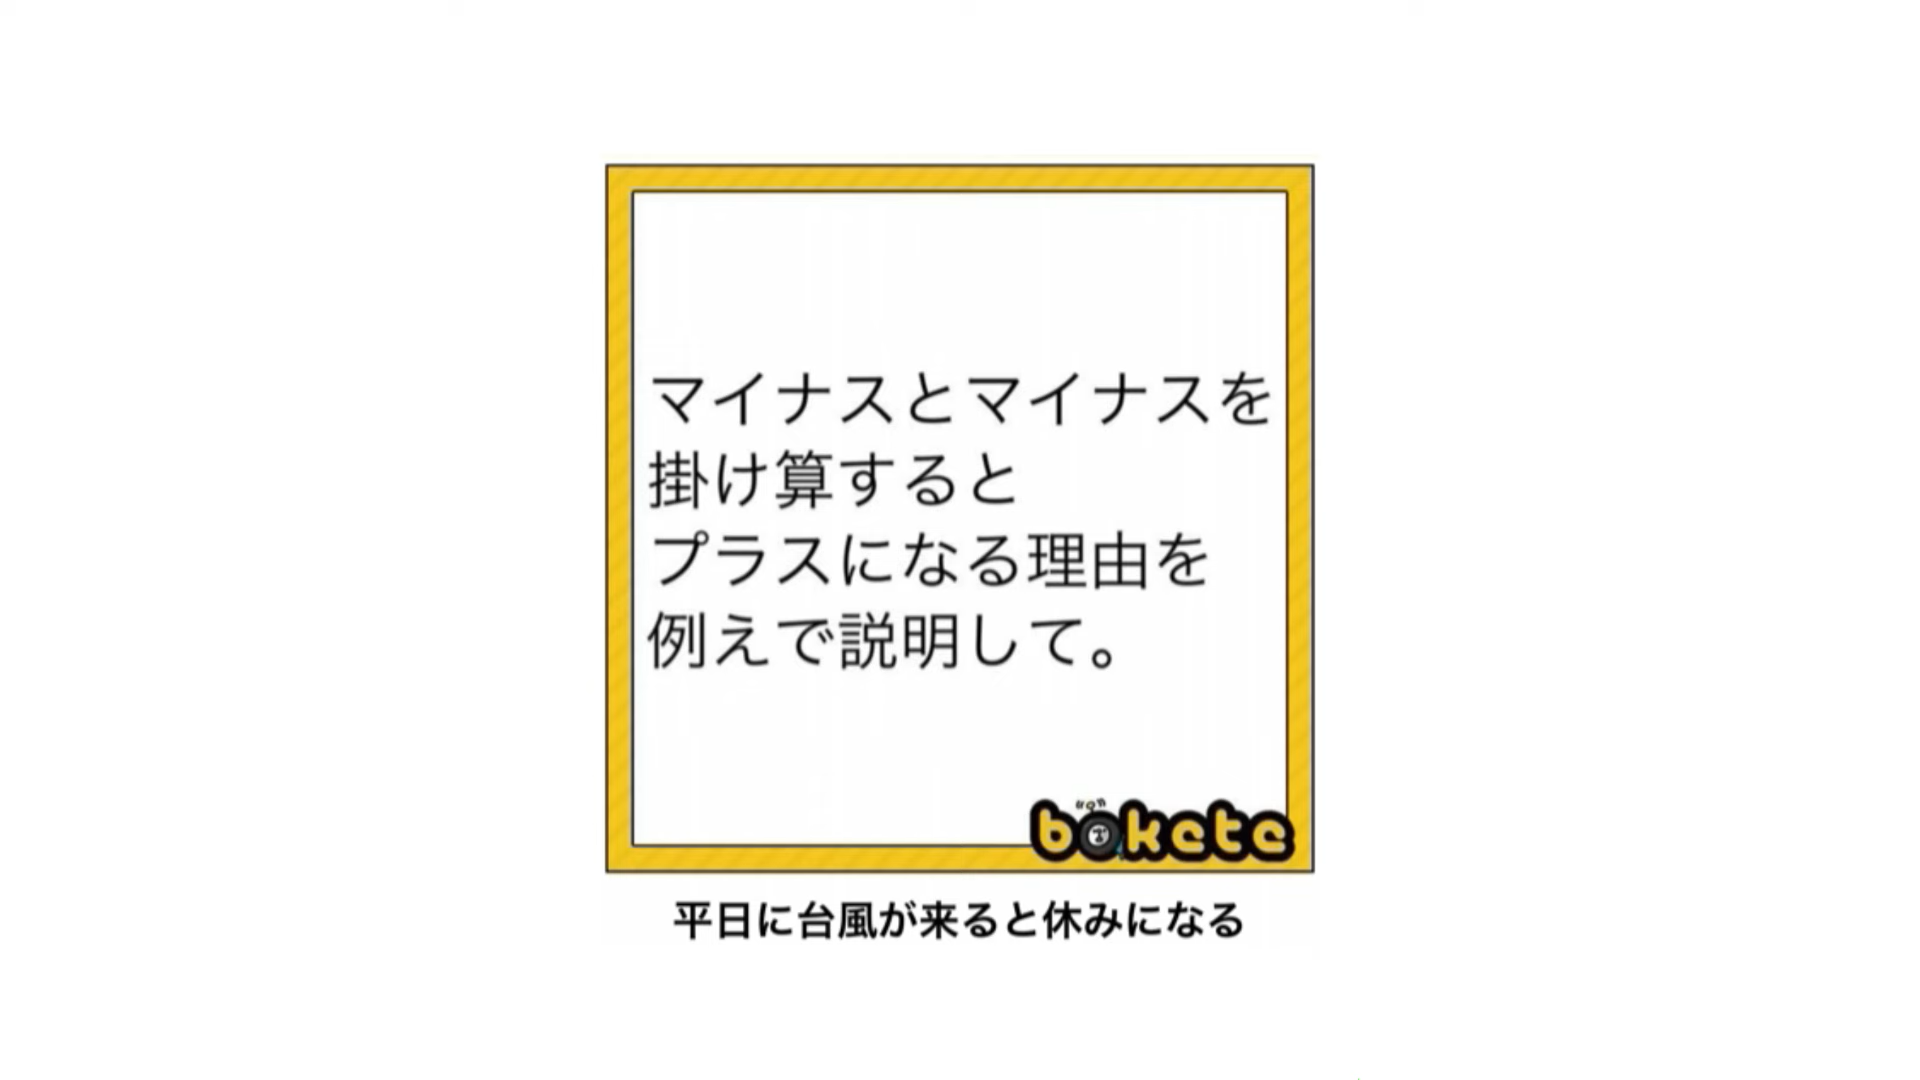 マイナスとマイナスを
掛け算すると
プラスになる理由を
例えで説明して。
bokete
平日に台風が来ると休みになる